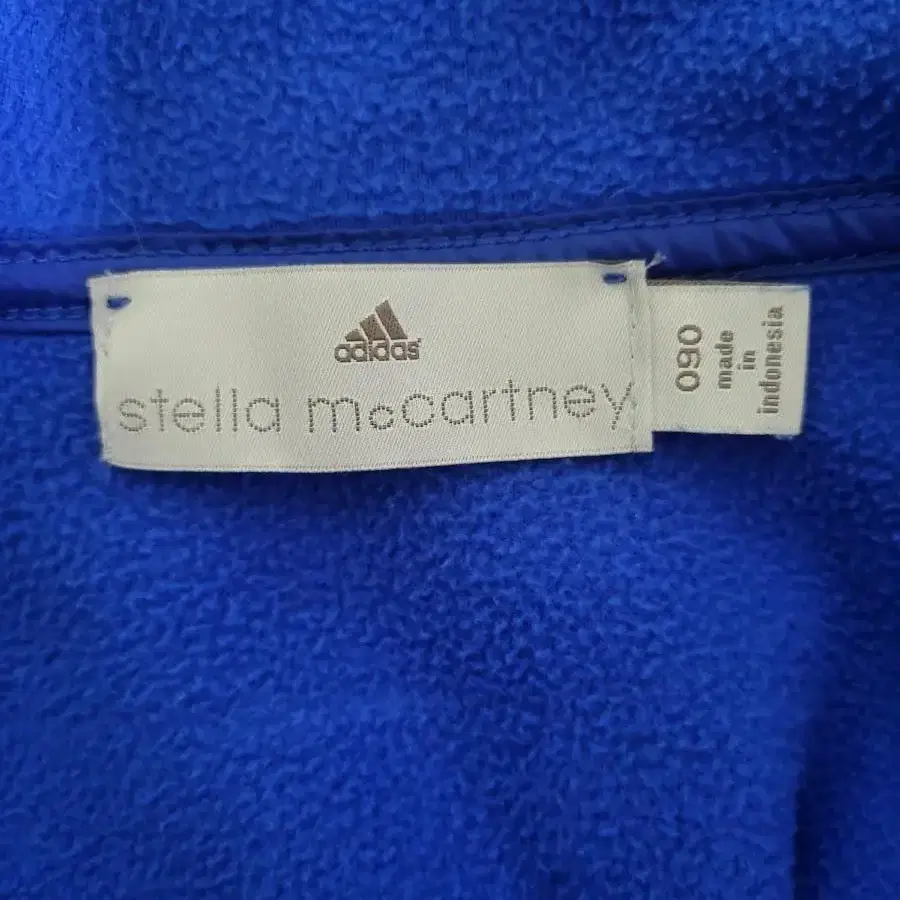 adidas
stella mccartney
090
made
in
indonesia